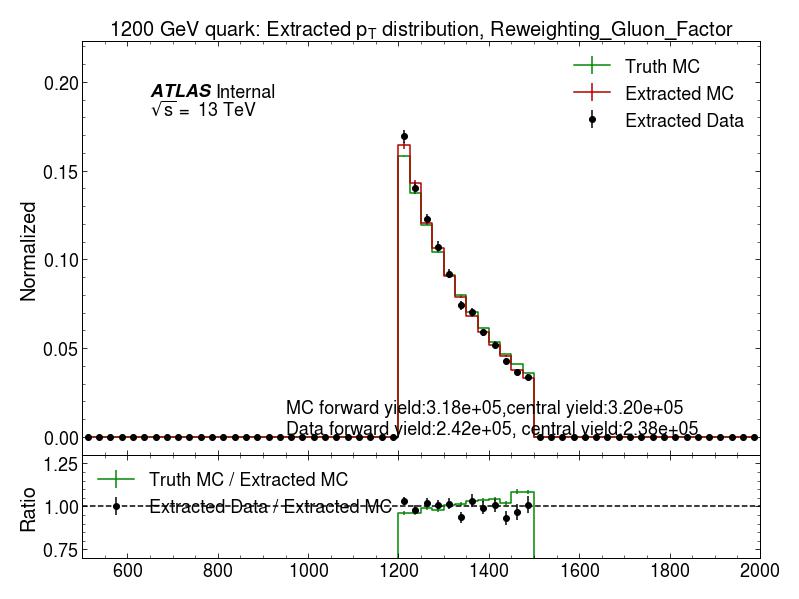 1200 GeV quark: Extracted pT distribution, Reweighting_Gluon_Factor
ATLAS Internal
√s = 13 TeV
Truth MC
Extracted MC
Extracted Data
Normalized
0.20
0.15
0.10
0.05
0.00
MC forward yield:3.18e+05,central yield:3.20e+05
Data forward yield:2.42e+05, central yield:2.38e+05
Ratio
1.25
1.00
0.75
Truth MC / Extracted MC
Extracted Data / Extracted MC
600 800 1000 1200 1400 1600 1800 2000